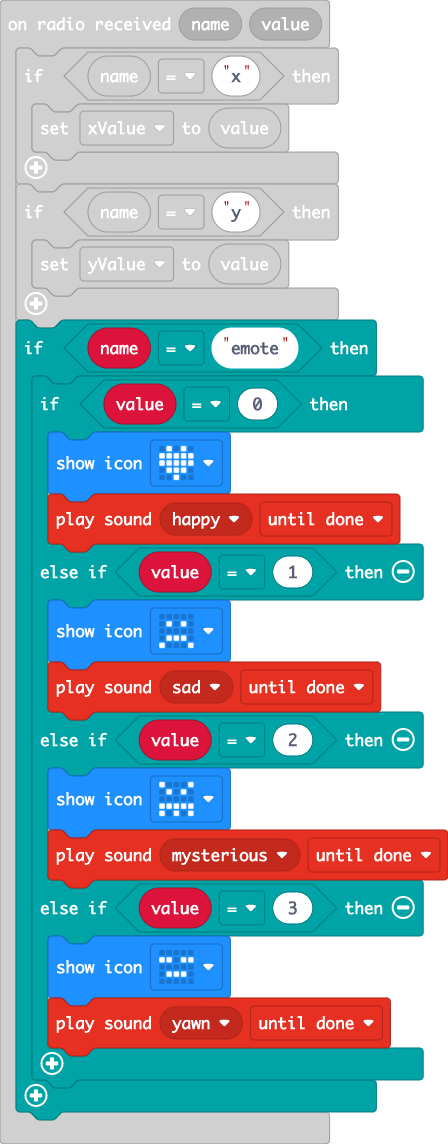 on radio received name value
if name = "x" then
set xValue to value
if name = "y" then
set yValue to value
if name = "emote" then
if value = 0 then
show icon
play sound happy until done
else if value = 1 then
show icon
play sound sad until done
else if value = 2 then
show icon
play sound mysterious until done
else if value = 3 then
show icon
play sound yawn until done